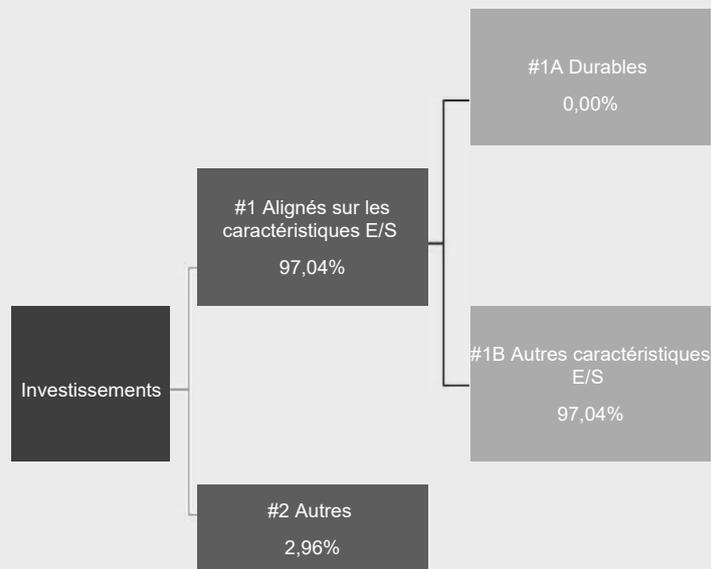 #1A Durables
0,00%
#1 Alignés sur les
caractéristiques E/S
97,04%
#1B Autres caractéristiques
E/S
97,04%
Investissements
#2 Autres
2,96%